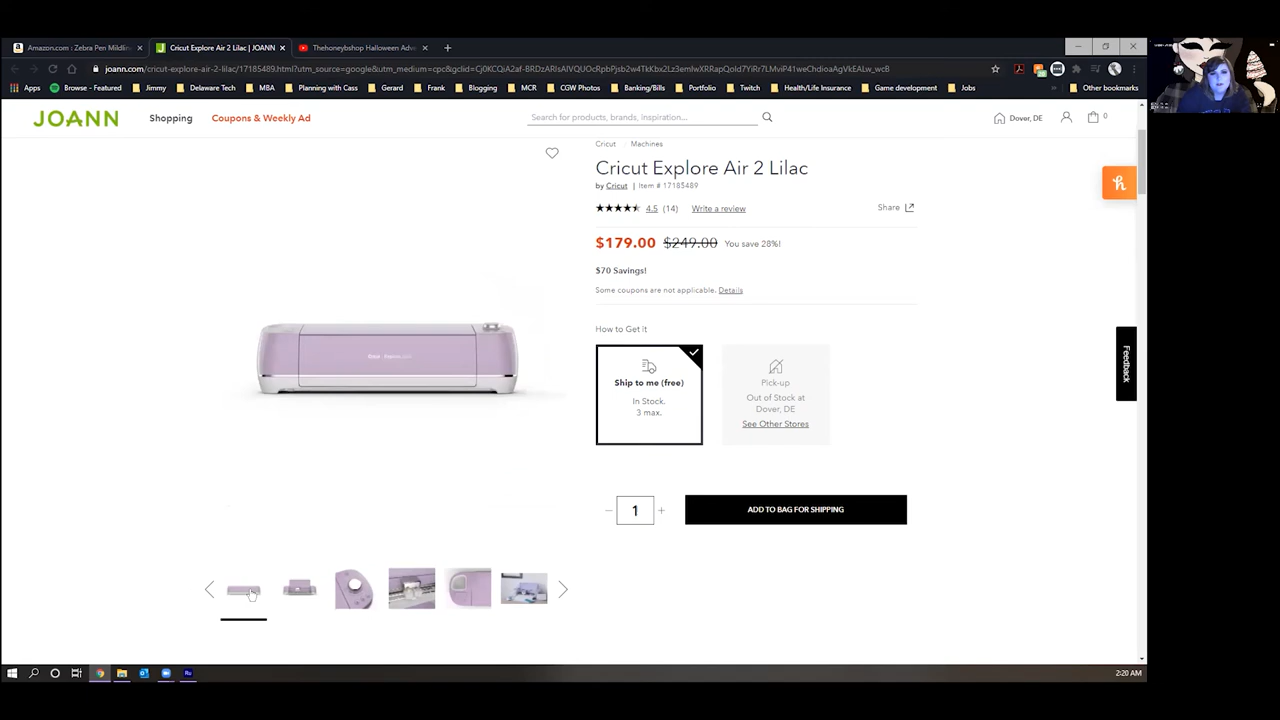 Amazon.com : Zebra Pen Mildlin
Cricut Explore Air 2 Lilac | JOANN
Thehoneybshop Halloween Adve
joann.com/cricut-explore-air-2-lilac/17185489.html?utm_source=google&utm_medium=cpc&gclid=
Apps
Browse - Featured
Jimmy
Delaware Tech
MBA
Planning with Cass
Gerard
Frank
Blogging
MCR
CGW Photos
Banking/Bills
Portfolio
Twitch
Health/Life Insurance
Game development
Jobs
Other bookmarks
JOANN
Shopping
Coupons & Weekly Ad
Search for products, brands, inspiration...
Dover, DE
0
Cricut
Machines
Cricut Explore Air 2 Lilac
by Cricut | Item # 17185489
4.5 (14) Write a review
Share
$179.00 $249.00 You save 28%!
$70 Savings!
Some coupons are not applicable. Details
How to Get it
Ship to me (free)
In Stock.
3 max.
Pick-up
Out of Stock at
Dover, DE
See Other Stores
1
ADD TO BAG FOR SHIPPING
h
Feedback
2:20 AM